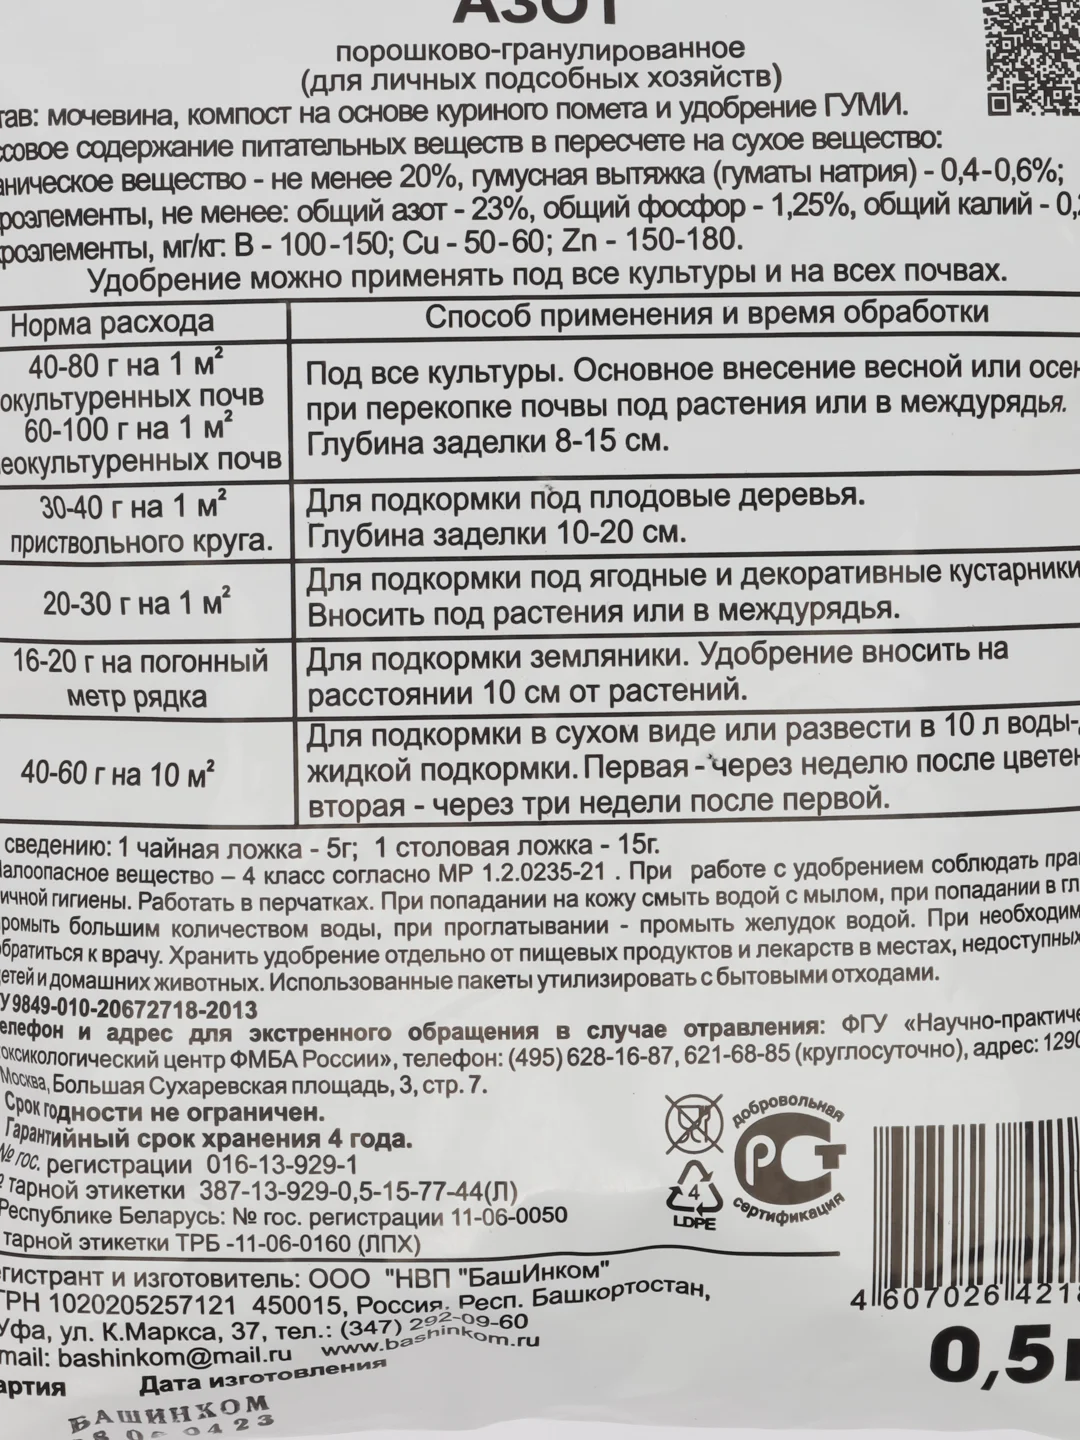 АЗОТ
порошково-гранулированное
(для личных подсобных хозяйств)
тав: мочевина, компост на основе куриного помета и удобрение ГУМИ.
ссовое содержание питательных веществ в пересчете на сухое вещество:
аническое вещество - не менее 20%, гумусная вытяжка (гуматы натрия) - 0,4-0,6%;
роэлементы, не менее: общий азот - 23%, общий фосфор - 1,25%, общий калий - 0,
роэлементы, мг/кг: B - 100-150; Cu - 50-60; Zn - 150-180.
Удобрение можно применять под все культуры и на всех почвах.
Норма расхода
Способ применения и время обработки
40-80 г на 1 м²
окультуренных почв
60-100 г на 1 м²
еокультуренных почв
Под все культуры. Основное внесение весной или осен
при перекопке почвы под растения или в междурядья.
Глубина заделки 8-15 см.
30-40 г на 1 м²
приствольного круга.
Для подкормки под плодовые деревья.
Глубина заделки 10-20 см.
20-30 г на 1 м²
Для подкормки под ягодные и декоративные кустарники
Вносить под растения или в междурядья.
16-20 г на погонный
метр рядка
Для подкормки земляники. Удобрение вносить на
расстоянии 10 см от растений.
40-60 г на 10 м²
Для подкормки в сухом виде или развести в 10 л воды-
жидкой подкормки. Первая - через неделю после цветен
вторая - через три недели после первой.
сведению: 1 чайная ложка - 5г; 1 столовая ложка - 15г.
алоопасное вещество – 4 класс согласно МР 1.2.0235-21 . При работе с удобрением соблюдать пра
ичной гигиены. Работать в перчатках. При попадании на кожу смыть водой с мылом, при попадании в гл
ромыть большим количеством воды, при проглатывании - промыть желудок водой. При необходим
братиться к врачу. Хранить удобрение отдельно от пищевых продуктов и лекарств в местах, недоступных
етей и домашних животных. Использованные пакеты утилизировать с бытовыми отходами.
У 9849-010-20672718-2013
елефон и адрес для экстренного обращения в случае отравления: ФГУ «Научно-практиче
оксикологический центр ФМБА России», телефон: (495) 628-16-87, 621-68-85 (круглосуточно), адрес: 1290
Москва, Большая Сухаревская площадь, 3, стр. 7.
Срок годности не ограничен.
Гарантийный срок хранения 4 года.
№ гос. регистрации 016-13-929-1
тарной этикетки 387-13-929-0,5-15-77-44(Л)
Республике Беларусь: № гос. регистрации 11-06-0050
тарной этикетки ТРБ -11-06-0160 (ЛПХ)
добровольная
РСТ
сертификация
4
LDPE
гистрант и изготовитель: ООО "НВП "БашИнком"
ГРН 1020205257121 450015, Россия. Респ. Башкортостан,
Уфа, ул. К.Маркса, 37, тел.: (347) 292-09-60
mail: bashinkom@mail.ru www.bashinkom.ru
артия Дата изготовления
4 607026 421
0,5
БАШИНКОМ